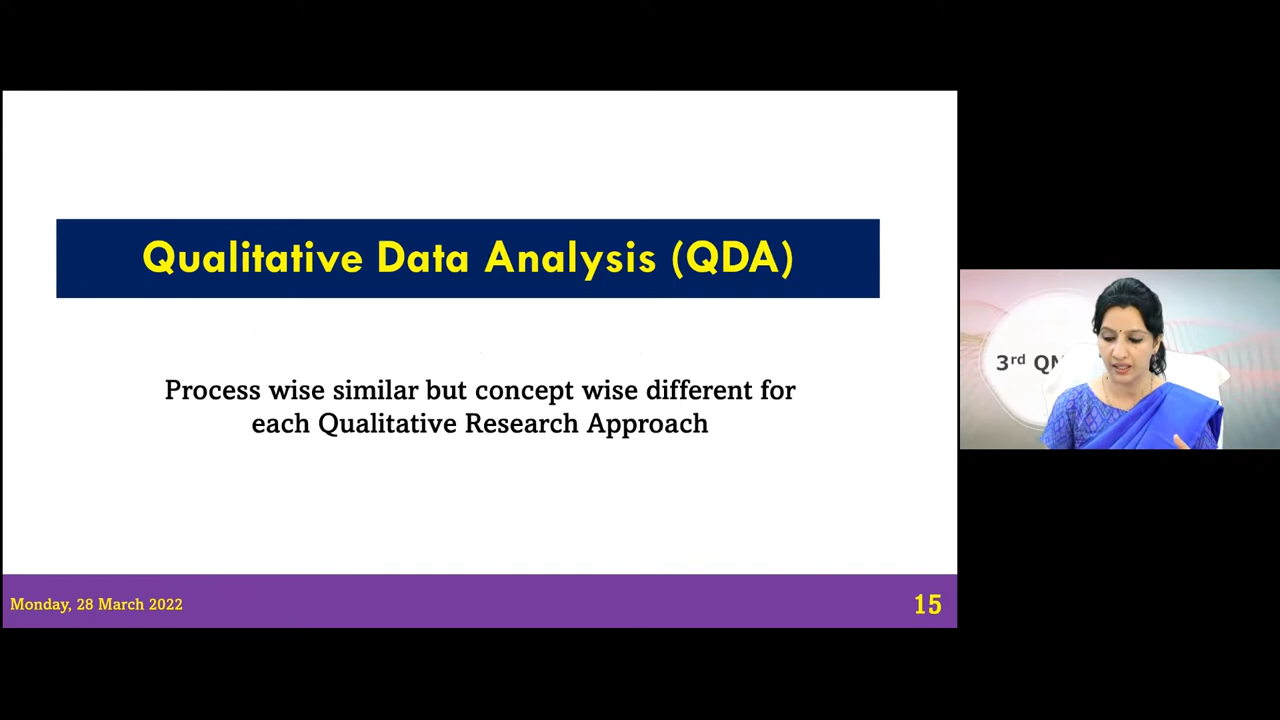 Qualitative Data Analysis (QDA)
Process wise similar but concept wise different for
each Qualitative Research Approach
3rd
Monday, 28 March 2022
15